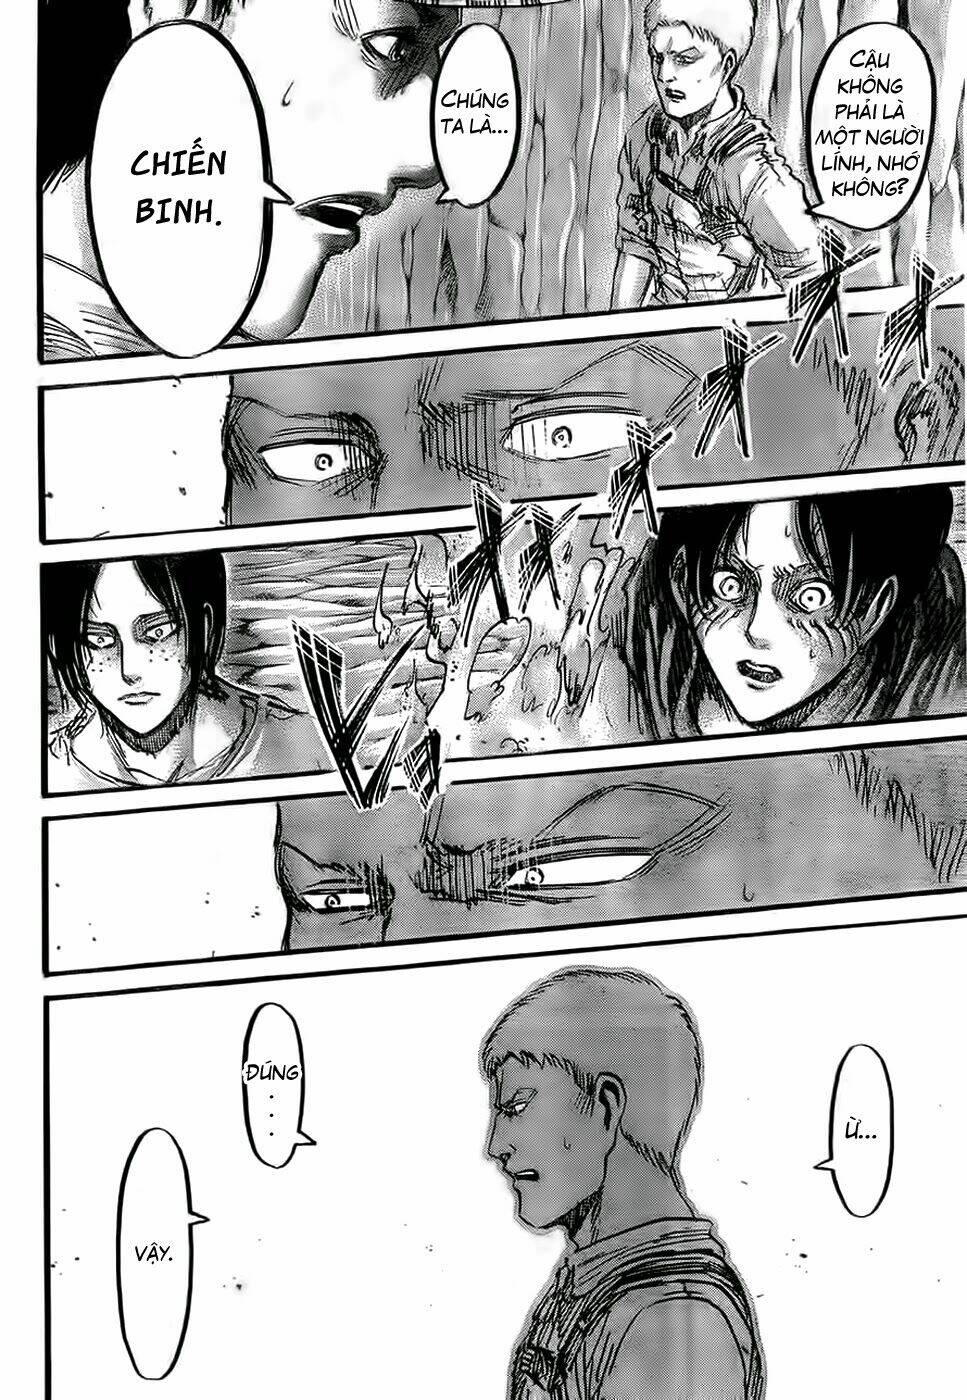 CẬU
KHÔNG
PHẢI LÀ
MỘT NGƯỜI
LÍNH, NHỚ
KHÔNG?
CHÚNG
TA LÀ...
CHIẾN
BINH.
Ừ...
ĐÚNG
....
VẬY.